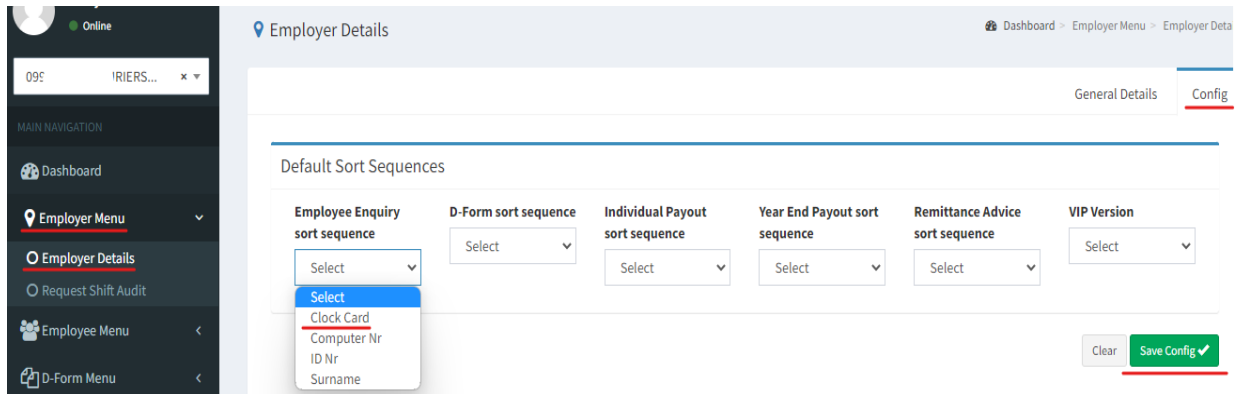 Online
Employer Details
Dashboard > Employer Menu > Employer Deta
RIERS... ×
General Details Config
MAIN NAVIGATION
Dashboard
Employer Menu
Employer Details
Request Shift Audit
Employee Menu
D-Form Menu
Default Sort Sequences
Employee Enquiry
sort sequence
Select
Select
Clock Card
Computer Nr
ID Nr
Surname
D-Form sort sequence
Select
Individual Payout
sort sequence
Select
Year End Payout sort
sequence
Select
Remittance Advice
sort sequence
Select
VIP Version
Select
Clear Save Config